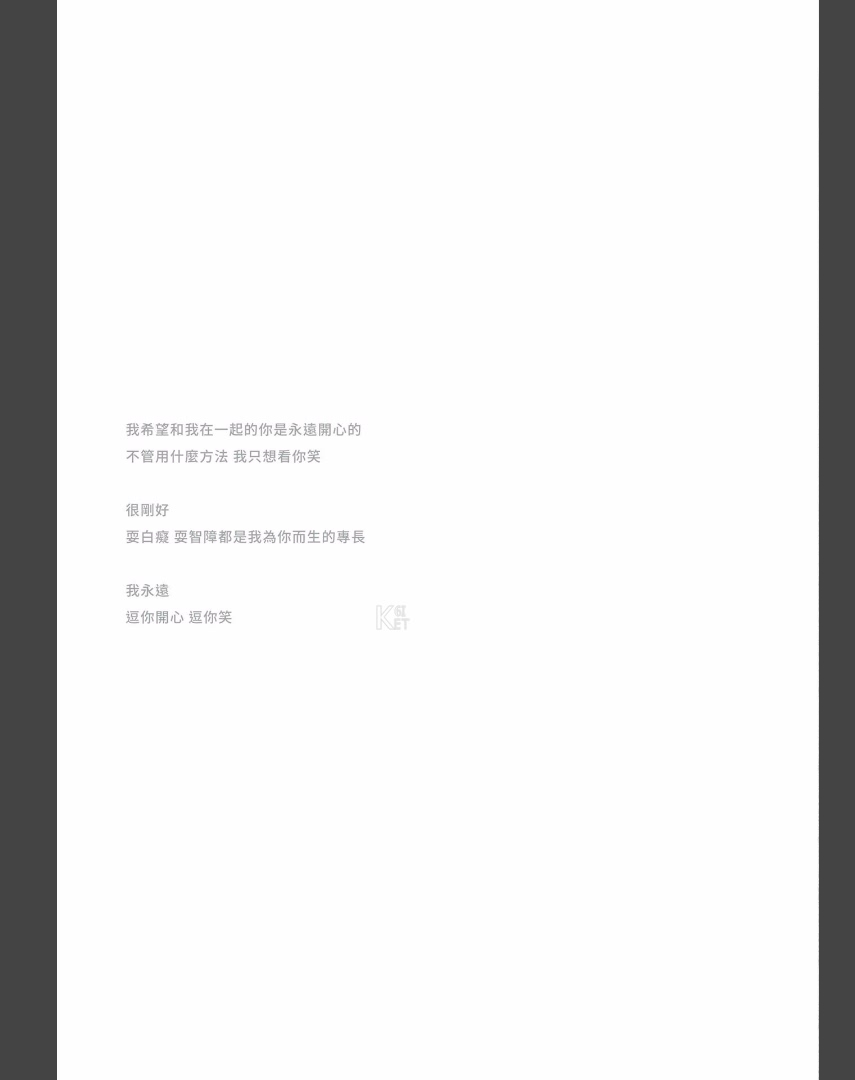 我希望和我在一起的你是永遠開心的
不管用什麼方法 我只想看你笑
很剛好
耍白癡 耍智障都是我為你而生的專長
我永遠
逗你開心 逗你笑
KGIET